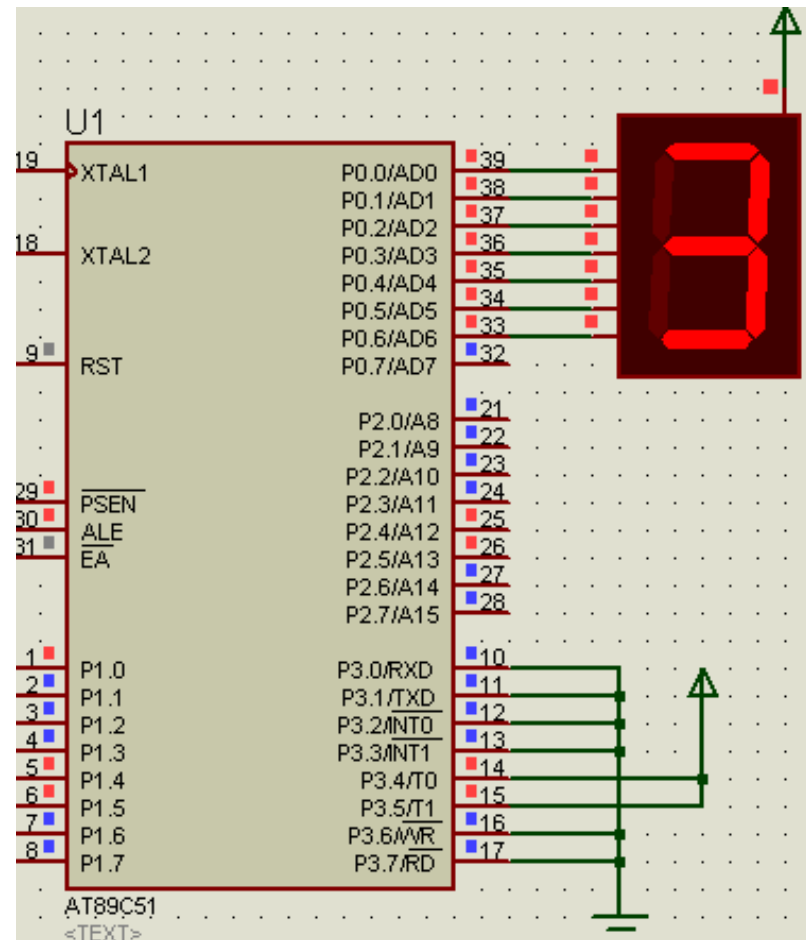 U1
19 XTAL1 P0.0/AD0 39
P0.1/AD1 38
P0.2/AD2 37
18 XTAL2 P0.3/AD3 36
P0.4/AD4 35
P0.5/AD5 34
P0.6/AD6 33
9 RST P0.7/AD7 32
P2.0/A8 21
P2.1/A9 22
P2.2/A10 23
29 PSEN P2.3/A11 24
30 ALE P2.4/A12 25
31 EA P2.5/A13 26
P2.6/A14 27
P2.7/A15 28
1 P1.0 P3.0/RXD 10
2 P1.1 P3.1/TXD 11
3 P1.2 P3.2/INT0 12
4 P1.3 P3.3/INT1 13
5 P1.4 P3.4/T0 14
6 P1.5 P3.5/T1 15
7 P1.6 P3.6/WR 16
8 P1.7 P3.7/RD 17
AT89C51
<TEXT>
3